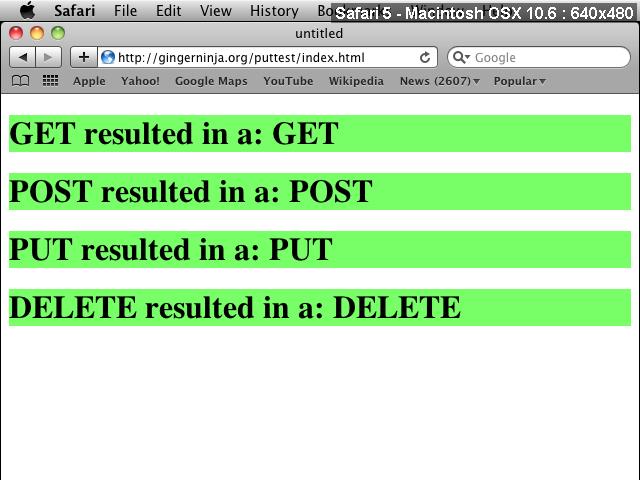 Safari File Edit View History Bo
Safari 5 - Macintosh OSX 10.6 : 640x480
untitled
http://gingerninja.org/puttest/index.html
Google
Apple Yahoo! Google Maps YouTube Wikipedia News (2607) Popular
GET resulted in a: GET
POST resulted in a: POST
PUT resulted in a: PUT
DELETE resulted in a: DELETE